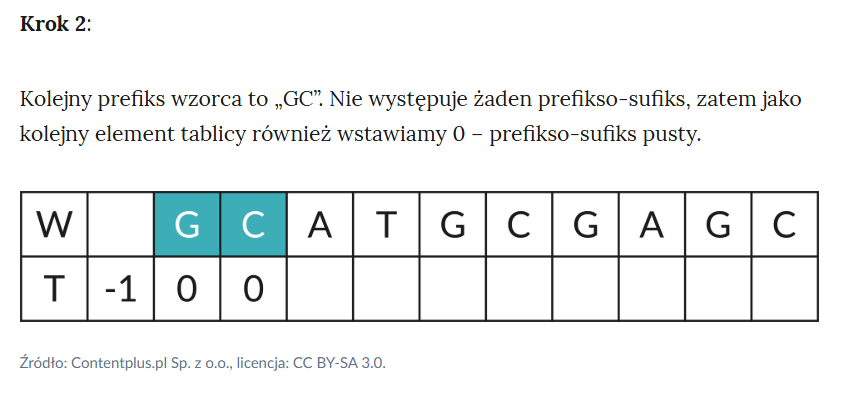 Krok 2:
Kolejny prefiks wzorca to „GC”. Nie występuje żaden prefikso-sufiks, zatem jako
kolejny element tablicy również wstawiamy 0 – prefikso-sufiks pusty.
W G C A T G C G A G C
T -1 0 0
Źródło: Contentplus.pl Sp. z o.o., licencja: CC BY-SA 3.0.